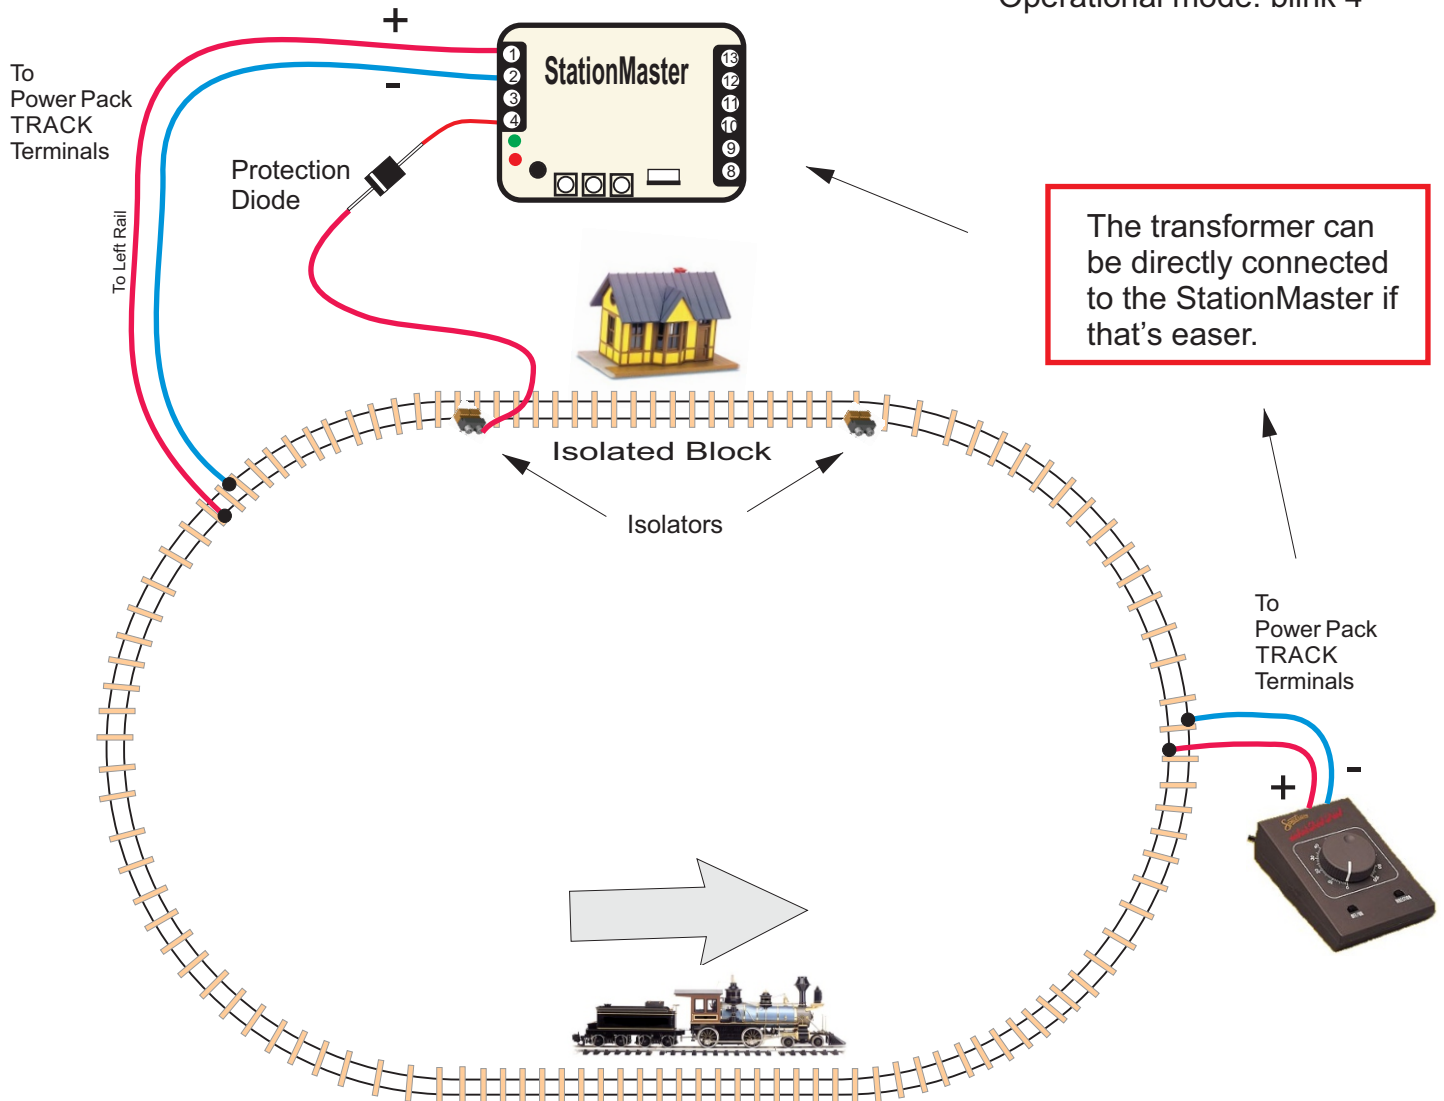 Operational mode: blink 4
+
-
To
Power Pack
TRACK
Terminals
StationMaster
1
2
3
4
13
12
11
10
9
8
Protection
Diode
To Left Rail
The transformer can
be directly connected
to the StationMaster if
that's easer.
Isolated Block
Isolators
To
Power Pack
TRACK
Terminals
+
-